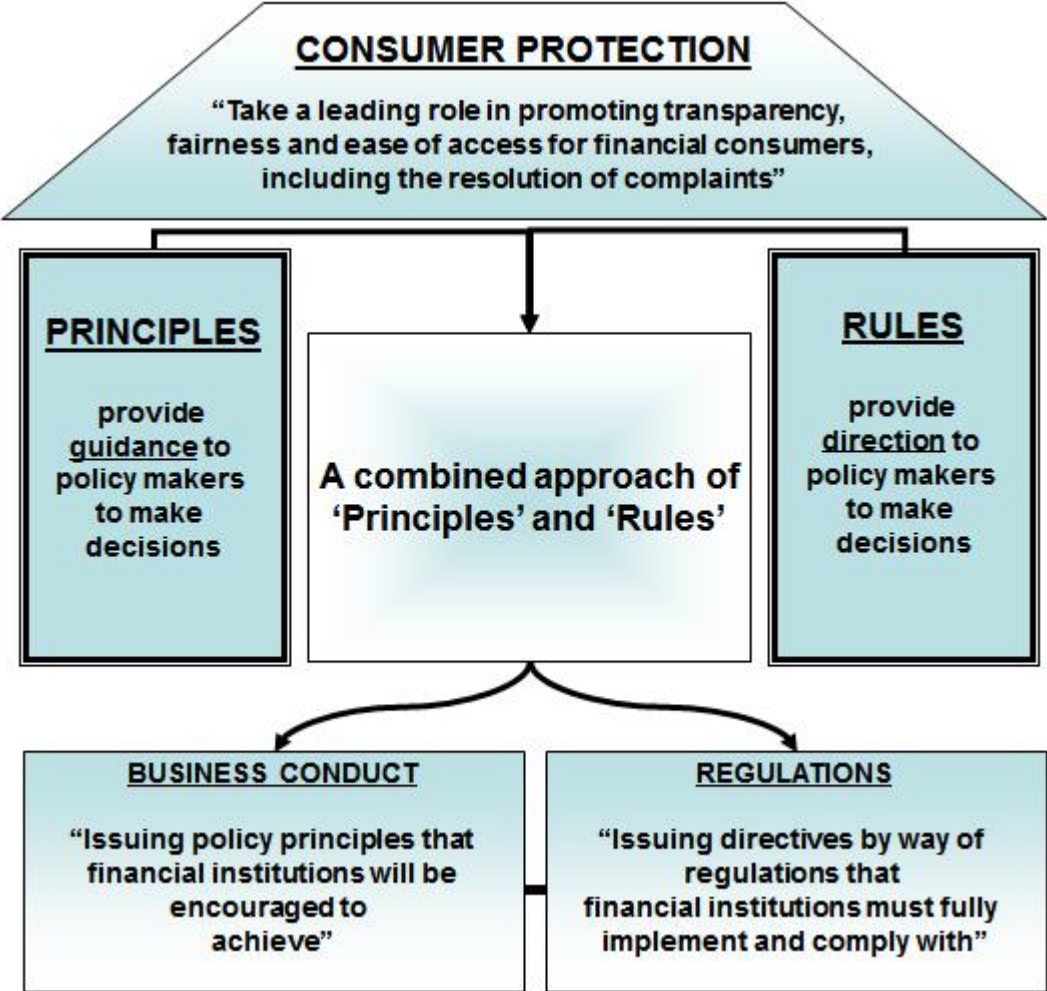 CONSUMER PROTECTION
“Take a leading role in promoting transparency,
fairness and ease of access for financial consumers,
including the resolution of complaints”
PRINCIPLES
provide
guidance to
policy makers
to make
decisions
A combined approach of
‘Principles’ and ‘Rules’
RULES
provide
direction to
policy makers
to make
decisions
BUSINESS CONDUCT
“Issuing policy principles that
financial institutions will be
encouraged to
achieve”
REGULATIONS
“Issuing directives by way of
regulations that
financial institutions must fully
implement and comply with”